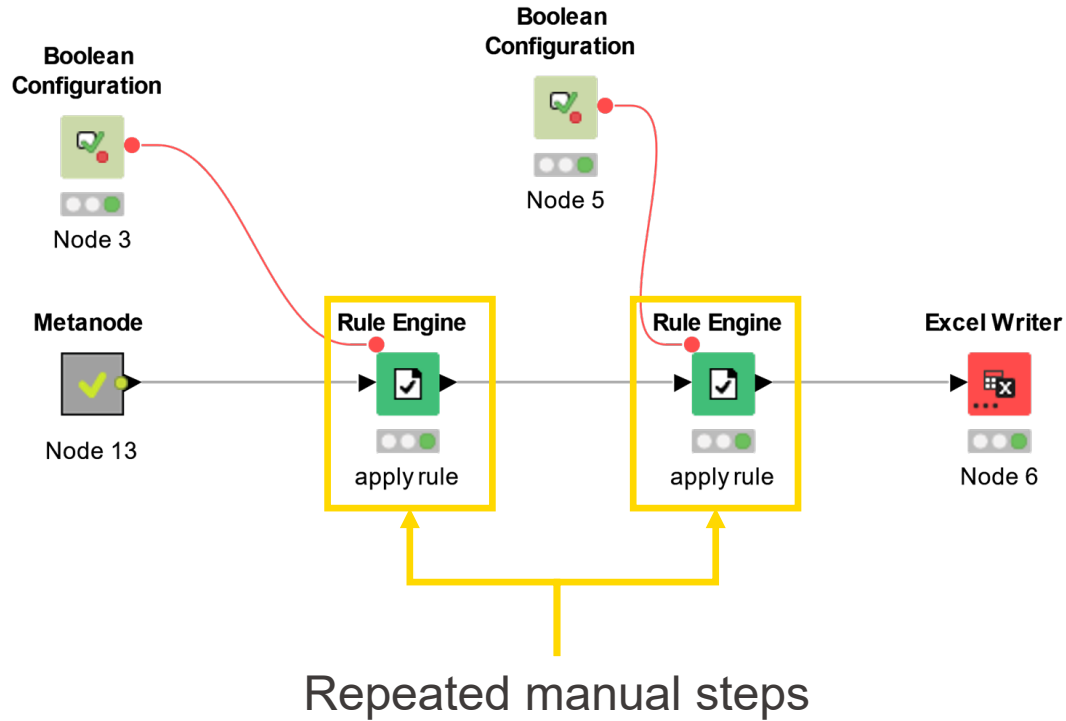 Boolean
Configuration
Node 3
Boolean
Configuration
Node 5
Metanode
Node 13
Rule Engine
apply rule
Rule Engine
apply rule
Excel Writer
Node 6
Repeated manual steps